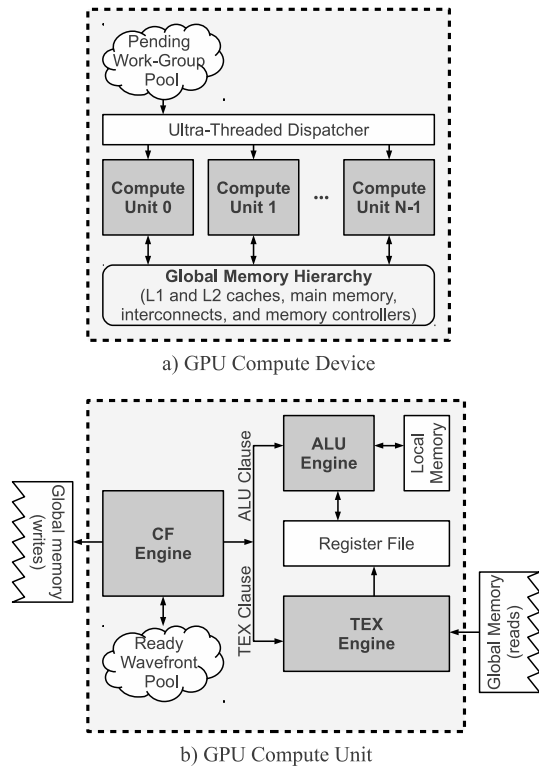 Pending
Work-Group
Pool
Ultra-Threaded Dispatcher
Compute
Unit 0
Compute
Unit 1
...
Compute
Unit N-1
Global Memory Hierarchy
(L1 and L2 caches, main memory,
interconnects, and memory controllers)
a) GPU Compute Device
Global memory
(writes)
CF
Engine
Ready
Wavefront
Pool
ALU Clause
TEX Clause
ALU
Engine
Local
Memory
Register File
TEX
Engine
Global Memory
(reads)
b) GPU Compute Unit